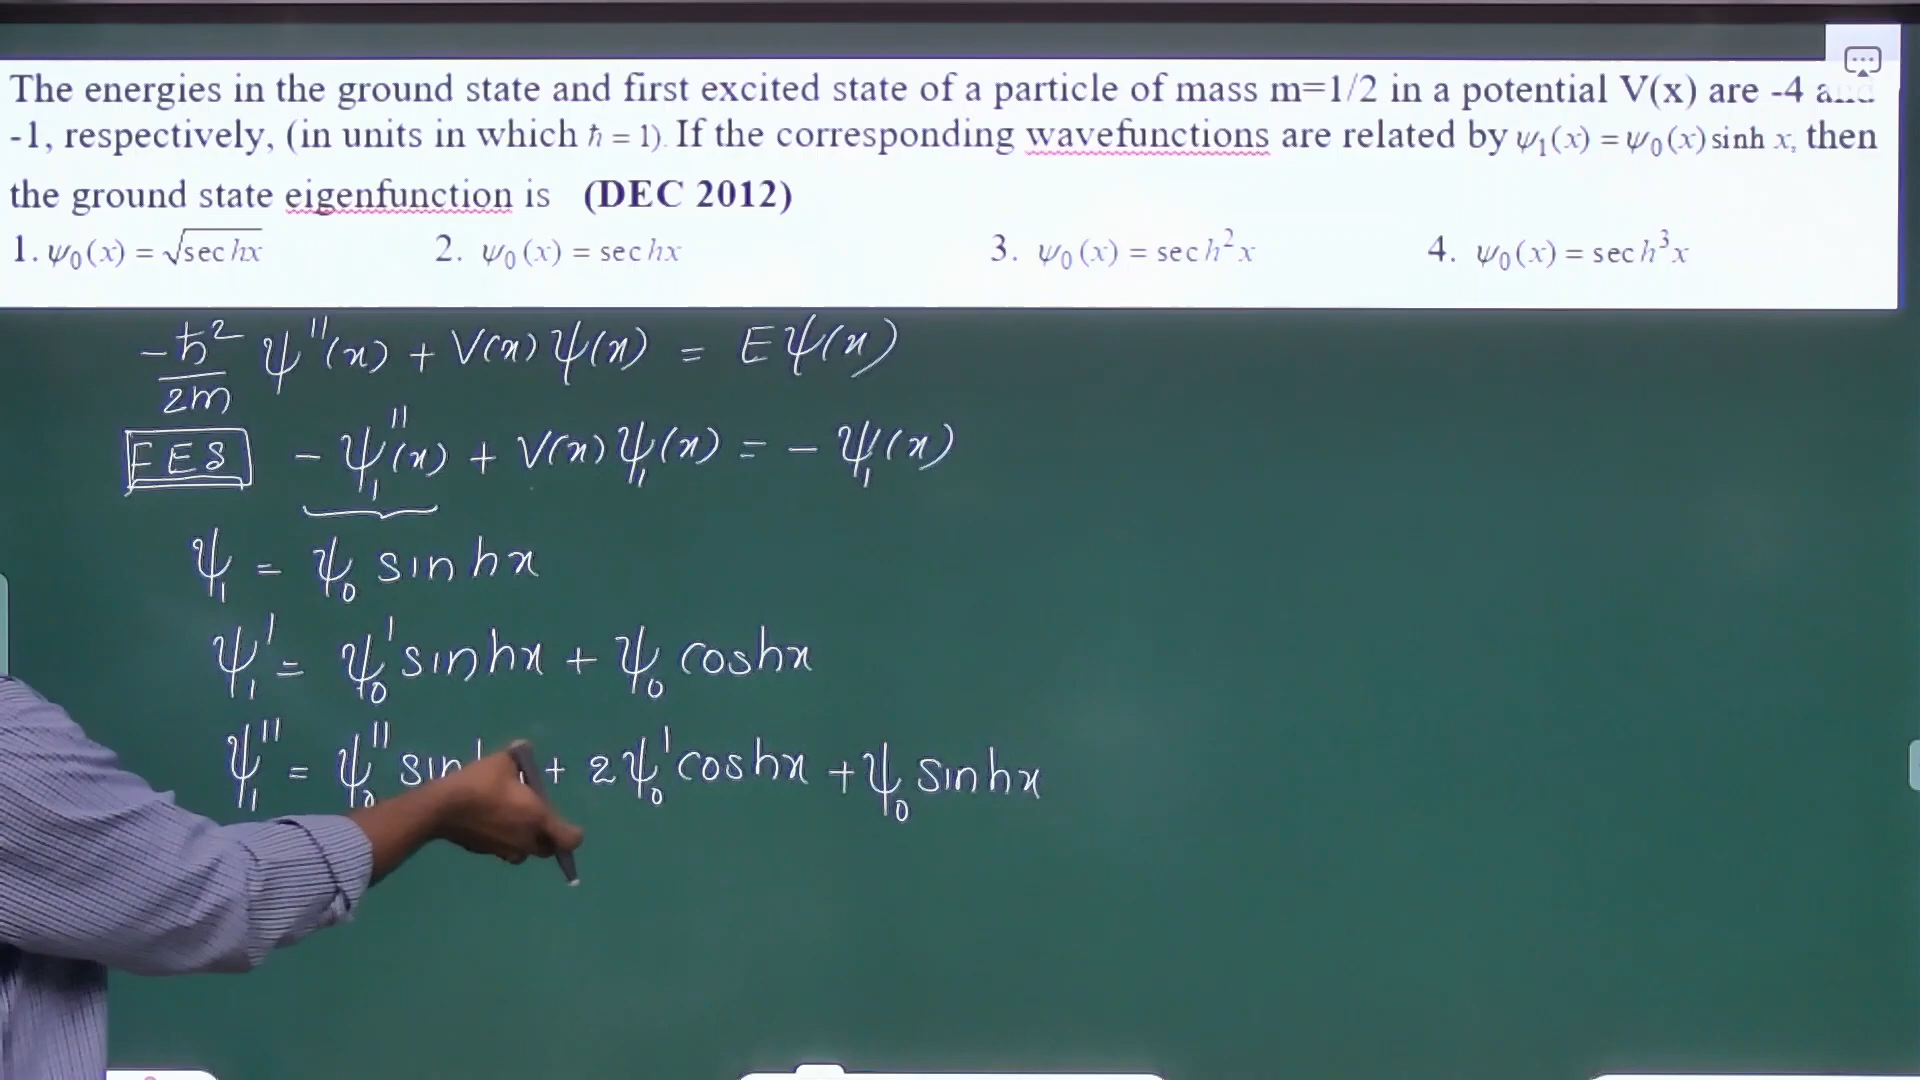 The energies in the ground state and first excited state of a particle of mass m=1/2 in a potential V(x) are -4
-1, respectively, (in units in which ℏ = 1). If the corresponding wavefunctions are related by ψ₁(x) = ψ₀(x) sinh x, then
the ground state eigenfunction is (DEC 2012)
1. ψ₀(x) = √(sec hx) 2. ψ₀(x) = sec hx 3. ψ₀(x) = sec h²x 4. ψ₀(x) = sec h³x
-ℏ²/2m ψ''(x) + V(x) ψ(x) = E ψ(x)
FES - ψ₁''(x) + V(x) ψ₁(x) = - ψ₁(x)
ψ₁ = ψ₀ sinhx
ψ₁' = ψ₀' sinhx + ψ₀ coshx
ψ₁'' = ψ₀'' + 2ψ₀' coshx + ψ₀ sinhx